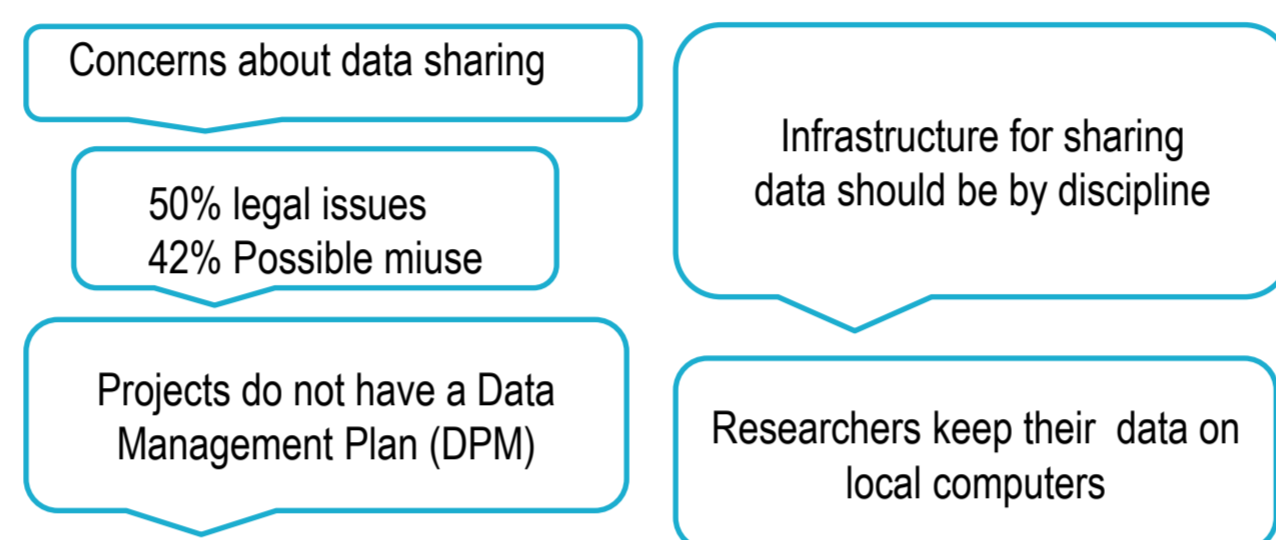 Concerns about data sharing
50% legal issues
42% Possible miuse
Projects do not have a Data
Management Plan (DPM)
Infrastructure for sharing
data should be by discipline
Researchers keep their data on
local computers